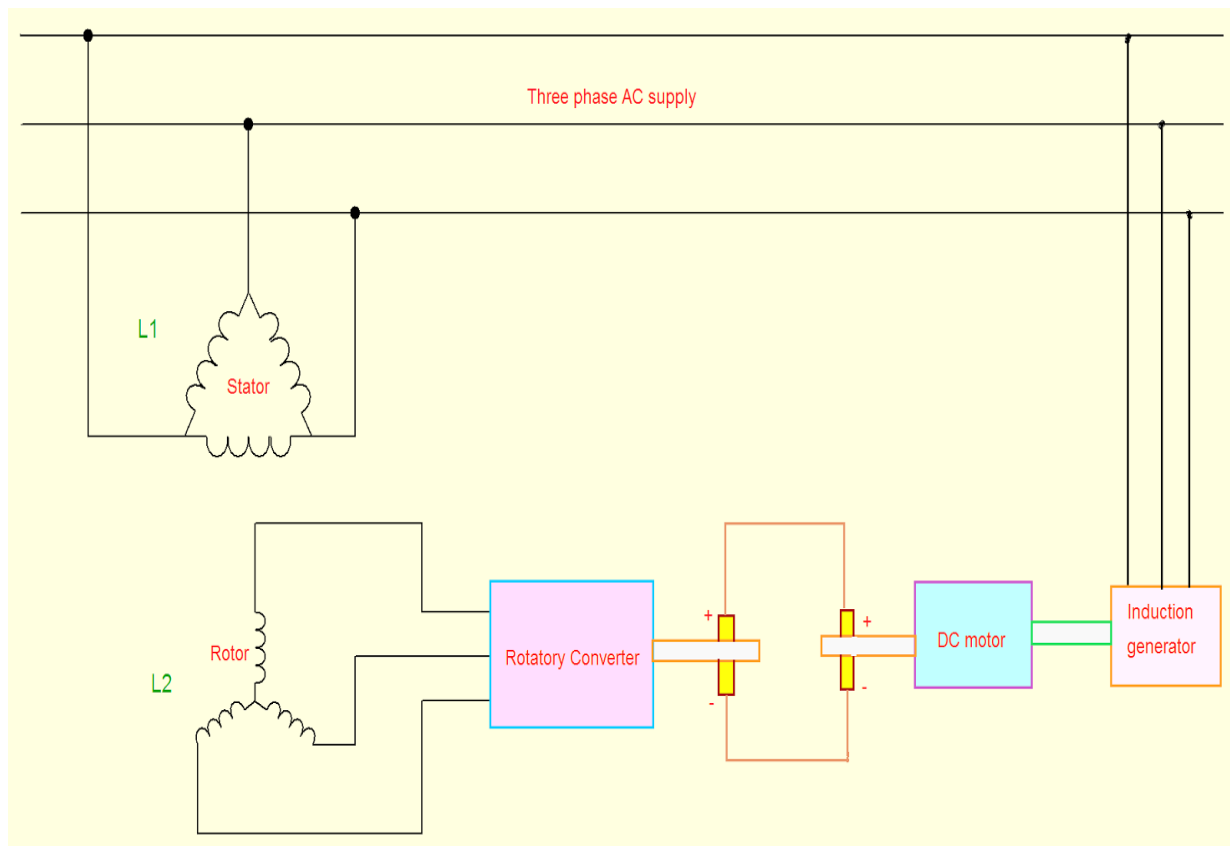 Three phase AC supply
L1
Stator
Rotor
L2
Rotatory Converter
+
-
+
-
DC motor
Induction
generator